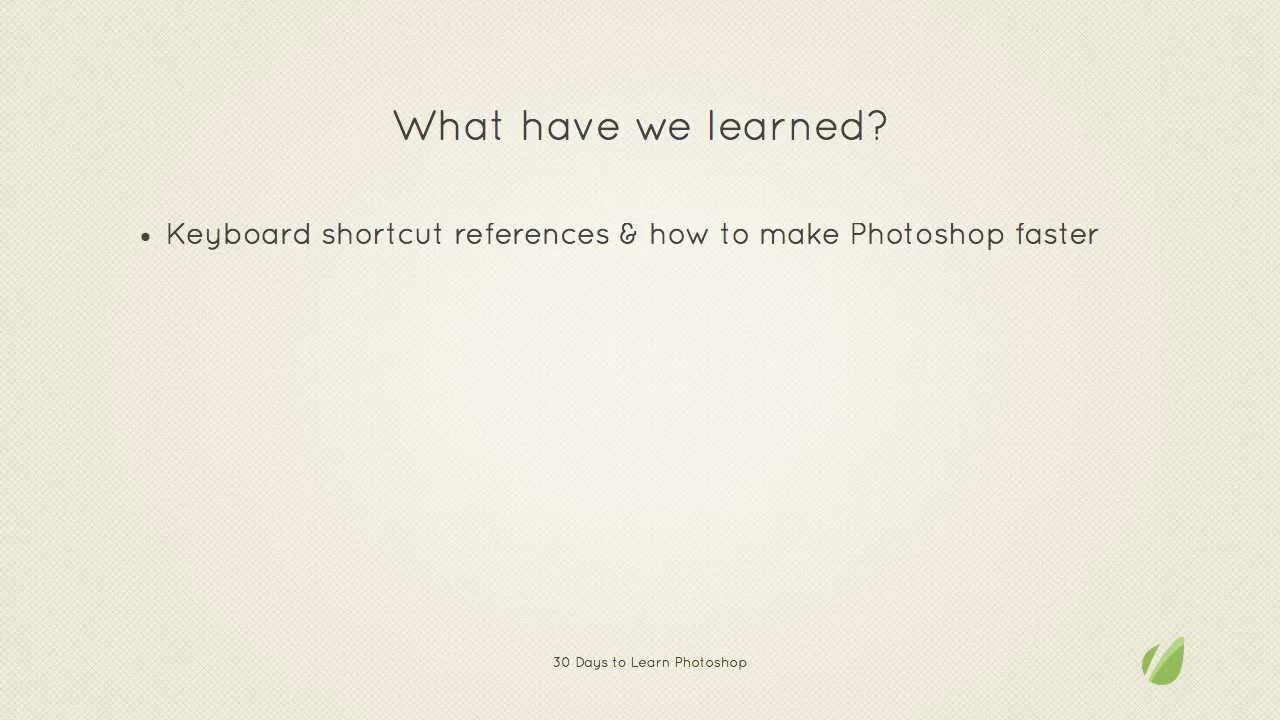 What have we learned?
• Keyboard shortcut references & how to make Photoshop faster
30 Days to Learn Photoshop